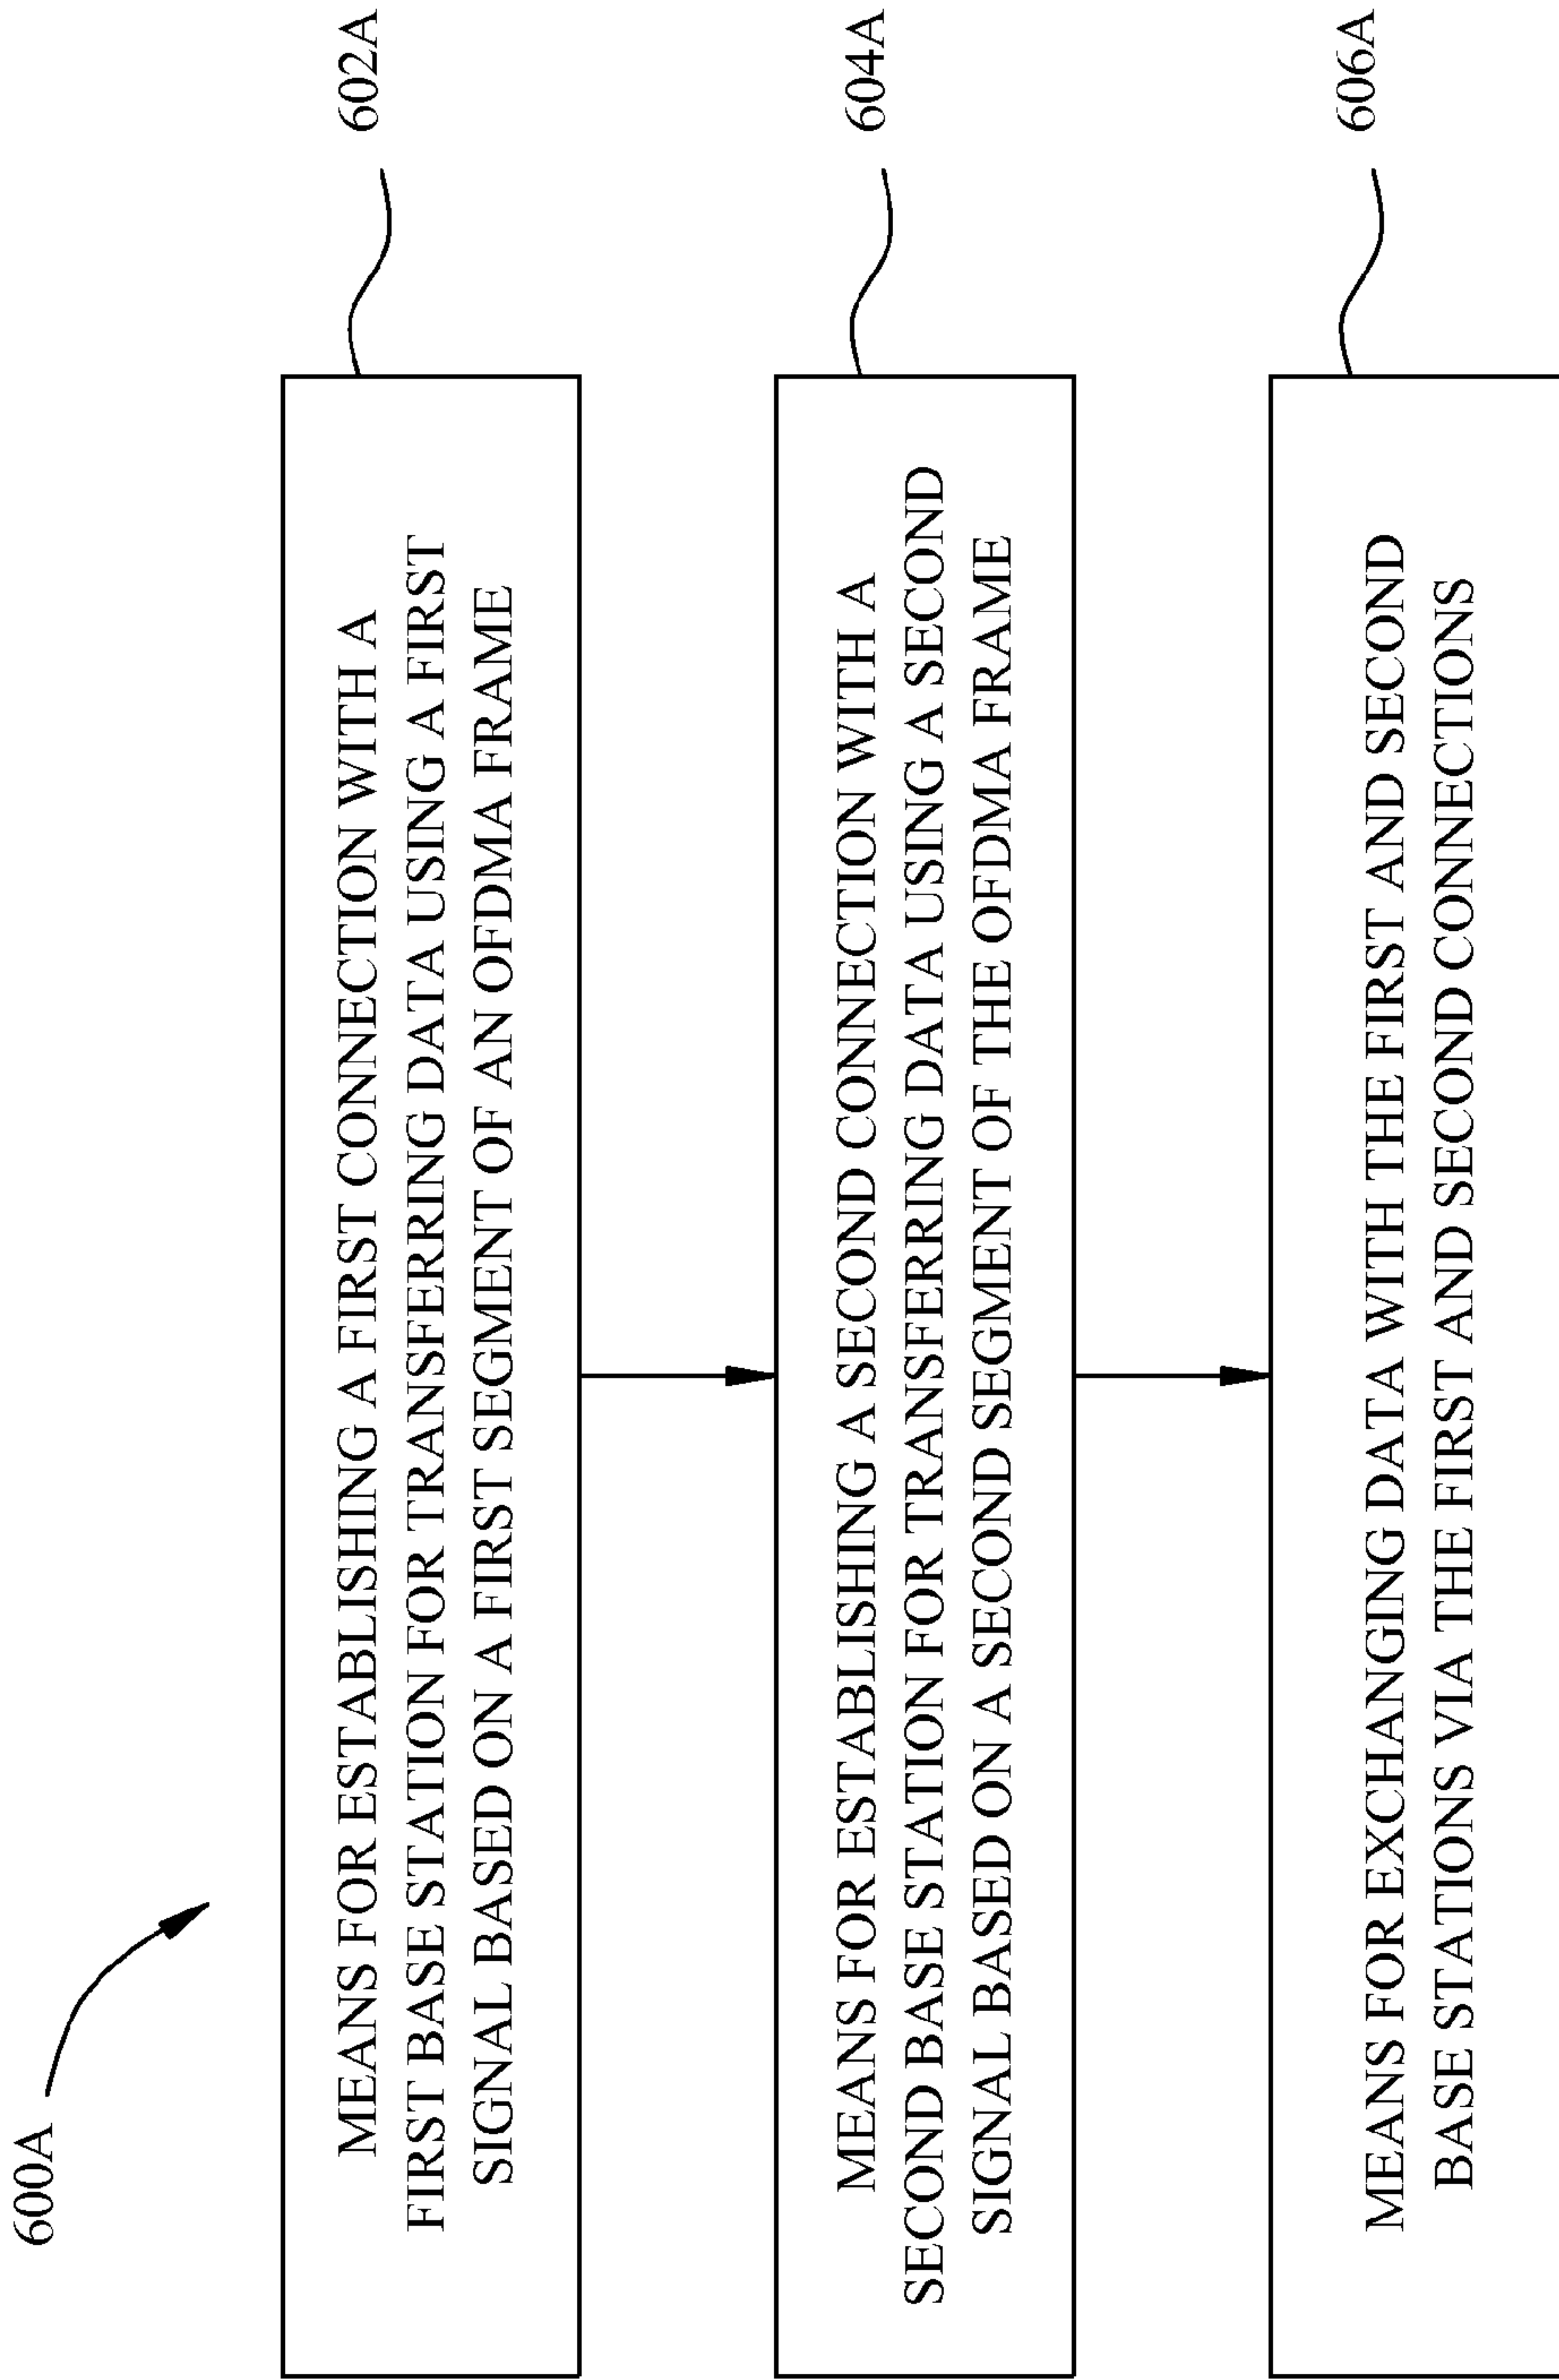 600A
MEANS FOR ESTABLISHING A FIRST CONNECTION WITH A
FIRST BASE STATION FOR TRANSFERRING DATA USING A FIRST
SIGNAL BASED ON A FIRST SEGMENT OF AN OFDMA FRAME
602A
MEANS FOR ESTABLISHING A SECOND CONNECTION WITH A
SECOND BASE STATION FOR TRANSFERRING DATA USING A SECOND
SIGNAL BASED ON A SECOND SEGMENT OF THE OFDMA FRAME
604A
MEANS FOR EXCHANGING DATA WITH THE FIRST AND SECOND
BASE STATIONS VIA THE FIRST AND SECOND CONNECTIONS
606A